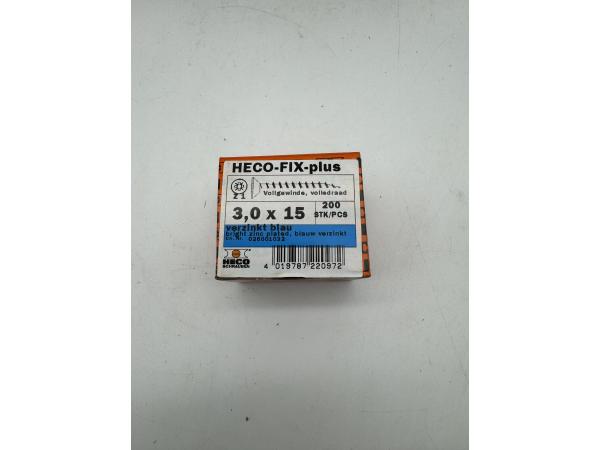 HECO-FIX-plus
Z 1
Vollgewinde, volledraad
3,0 x 15
200
STK/PCS
verzinkt blau
bright zinc plated, blauw verzinkt
HECO
SCHRAUBEN
4 019787 220972